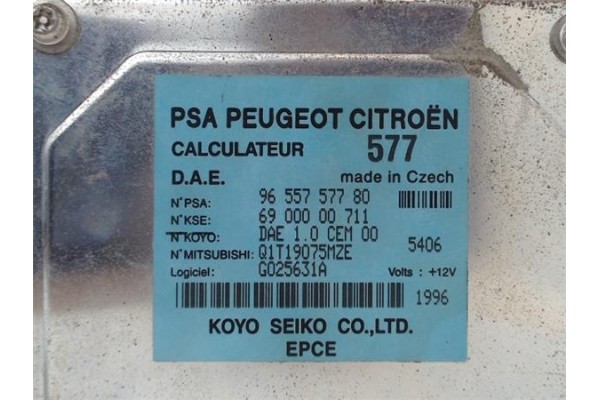 PSA PEUGEOT CITROËN
CALCULATEUR 577
D.A.E. made in Czech
N°PSA: 96 557 577 80
N°KSE: 69 000 00 711
N°KOYO: DAE 1.0 CEM 00
N°MITSUBISHI: Q1T19075MZE 5406
Logiciel: G025631A Volts : +12V
1996
KOYO SEIKO CO.,LTD.
EPCE